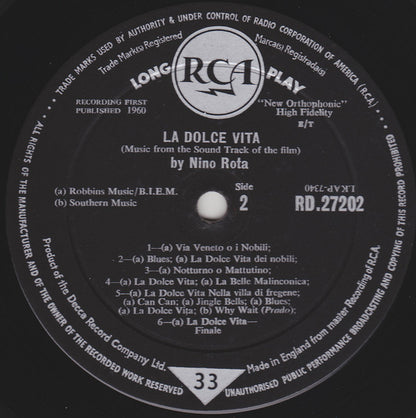 TRADE MARKS USED BY AUTHORITY & UNDER CONTROL OF RADIO CORPORATION OF AMERICA (R.C.A.)
Trade Mark(s) Registered
Marca(s) Registrada(s)
LONG RCA PLAY
RECORDING FIRST
PUBLISHED 1960
"New Orthophonic"
High Fidelity
E/T
LA DOLCE VITA
(Music from the Sound Track of the film)
by Nino Rota
(a) Robbins Music/B.I.E.M.
(b) Southern Music
Side
2
LKAP-7340
RD.27202
1—(a) Via Veneto o i Nobili;
2—(a) Blues; (a) La Dolce Vita dei nobili;
3—(a) Notturno o Mattutino;
4—(a) La Dolce Vita; (a) La Belle Malinconica;
5—(a) La Dolce Vita Nella villa di fregene;
(a) Can Can; (a) Jingle Bells; (a) Blues;
(a) La Dolce Vita; (b) Why Wait (Prado);
6—(a) La Dolce Vita—
Finale
Product of the Decca Record Company Ltd.
Made in England from master Recording of R.C.A.
33
ALL RIGHTS OF THE MANUFACTURER AND OF THE OWNER OF THE RECORDED WORK RESERVED
UNAUTHORISED PUBLIC PERFORMANCE BROADCASTING AND COPYING OF THIS RECORD PROHIBITED